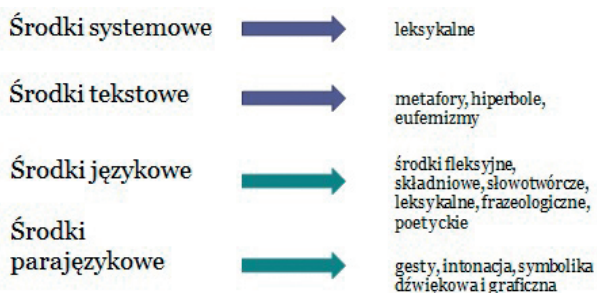 Środki systemowe
leksykalne
Środki tekstowe
metafory, hiperbole,
eufemizmy
Środki językowe
środki fleksyjne,
składniowe, słowotwórcze,
leksykalne, frazeologiczne,
poetyckie
Środki
parajęzykowe
gesty, intonacja, symbolika
dźwiękowa i graficzna